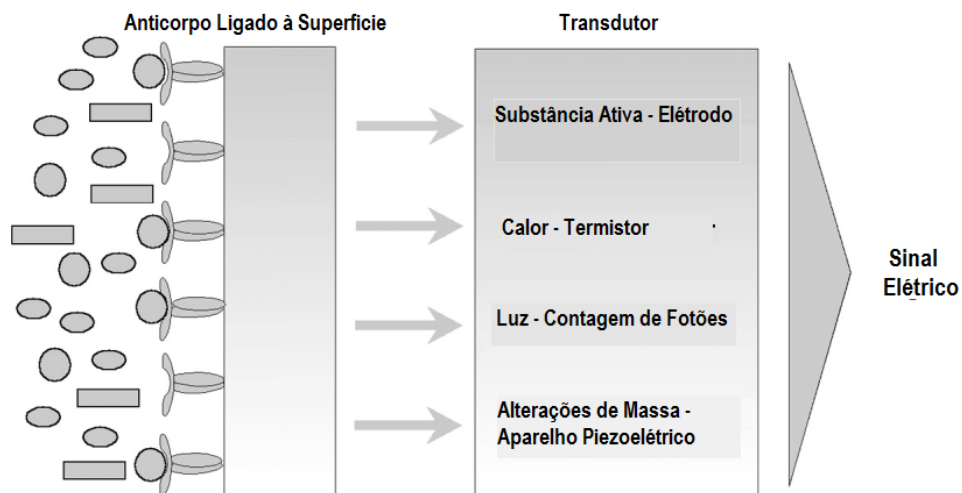 Anticorpo Ligado à Superficie
Transdutor
Substância Ativa - Elétrodo
Calor - Termistor
Luz - Contagem de Fotões
Alterações de Massa -
Aparelho Piezoelétrico
Sinal
Elétrico